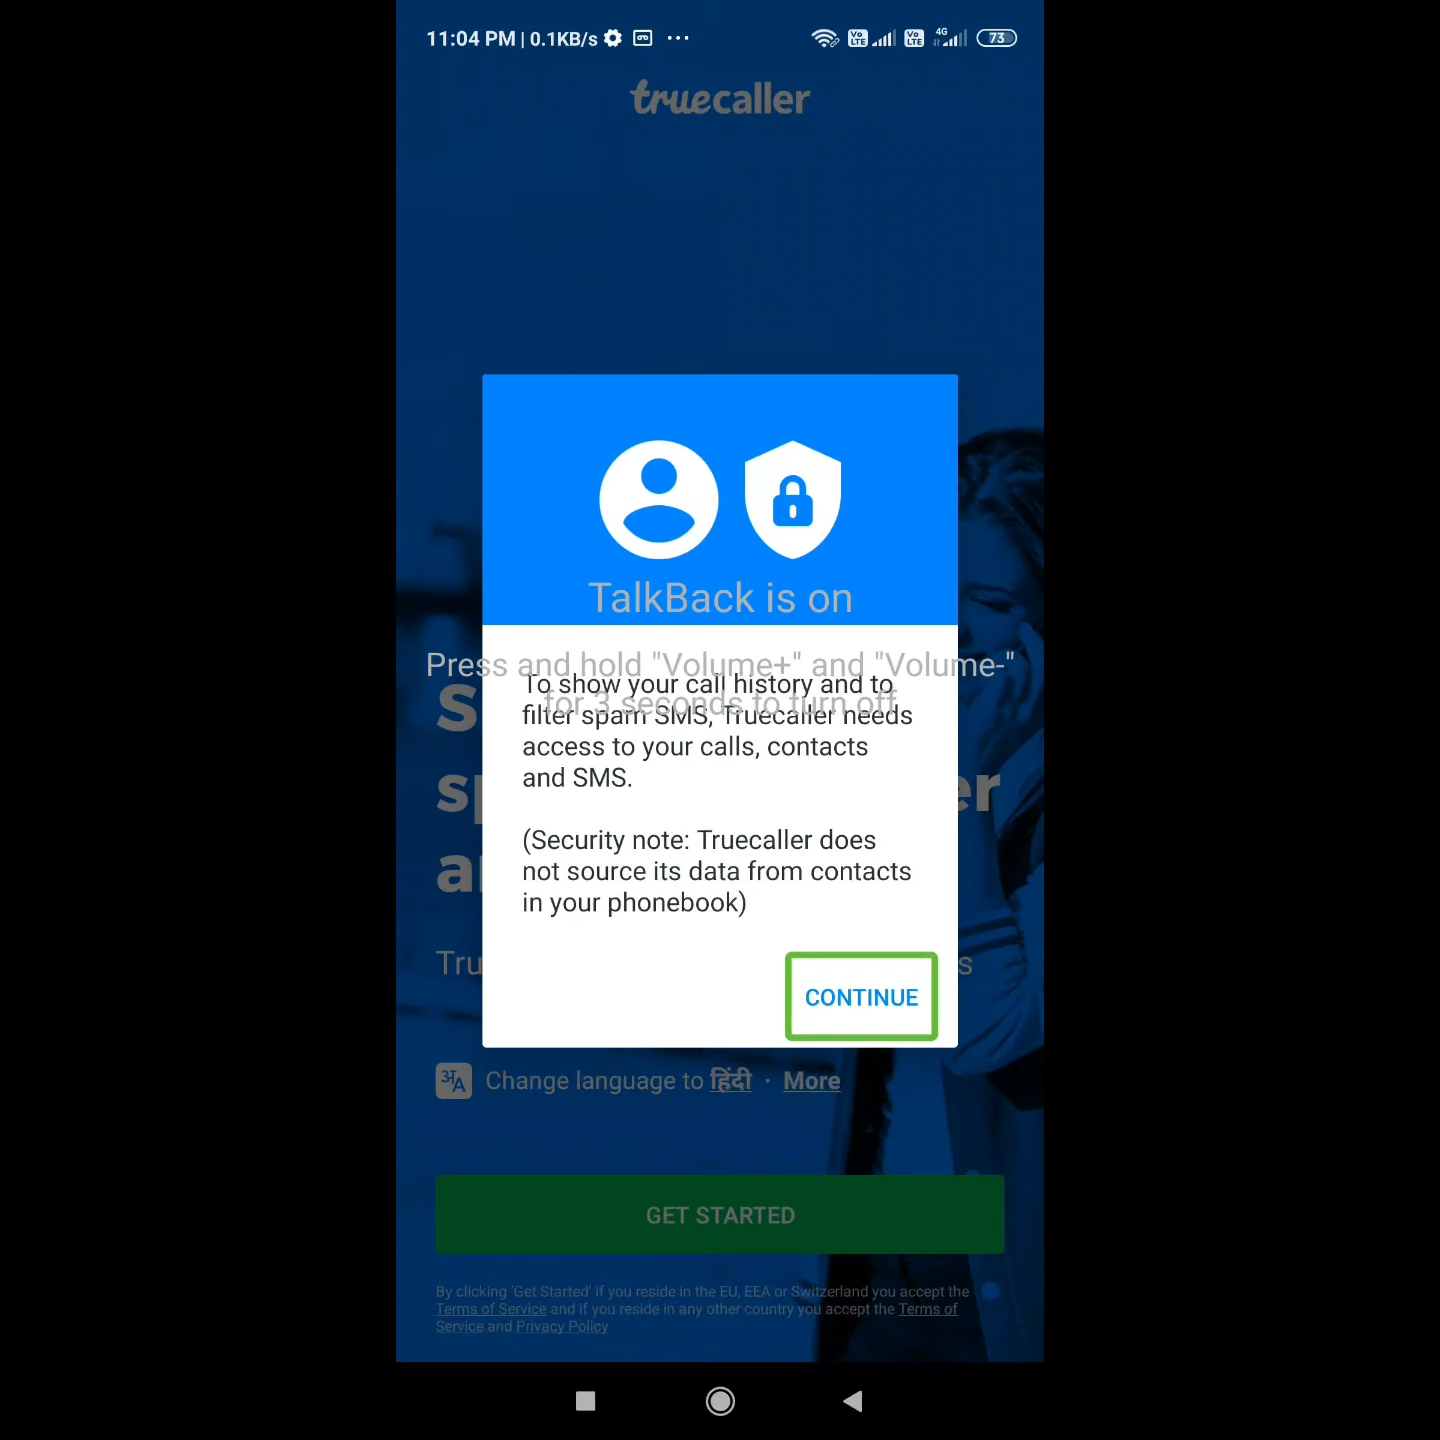 11:04 PM | 0.1KB/s
Vo LTE
Vo LTE
4G
73
truecaller
TalkBack is on
Press and hold "Volume+" and "Volume-"
for 3 seconds to turn off
To show your call history and to
filter spam SMS, Truecaller needs
access to your calls, contacts
and SMS.
(Security note: Truecaller does
not source its data from contacts
in your phonebook)
CONTINUE
Change language to हिंदी · More
GET STARTED
By clicking 'Get Started' if you reside in the EU, EEA or Switzerland you accept the
Terms of Service and if you reside in any other country you accept the Terms of
Service and Privacy Policy